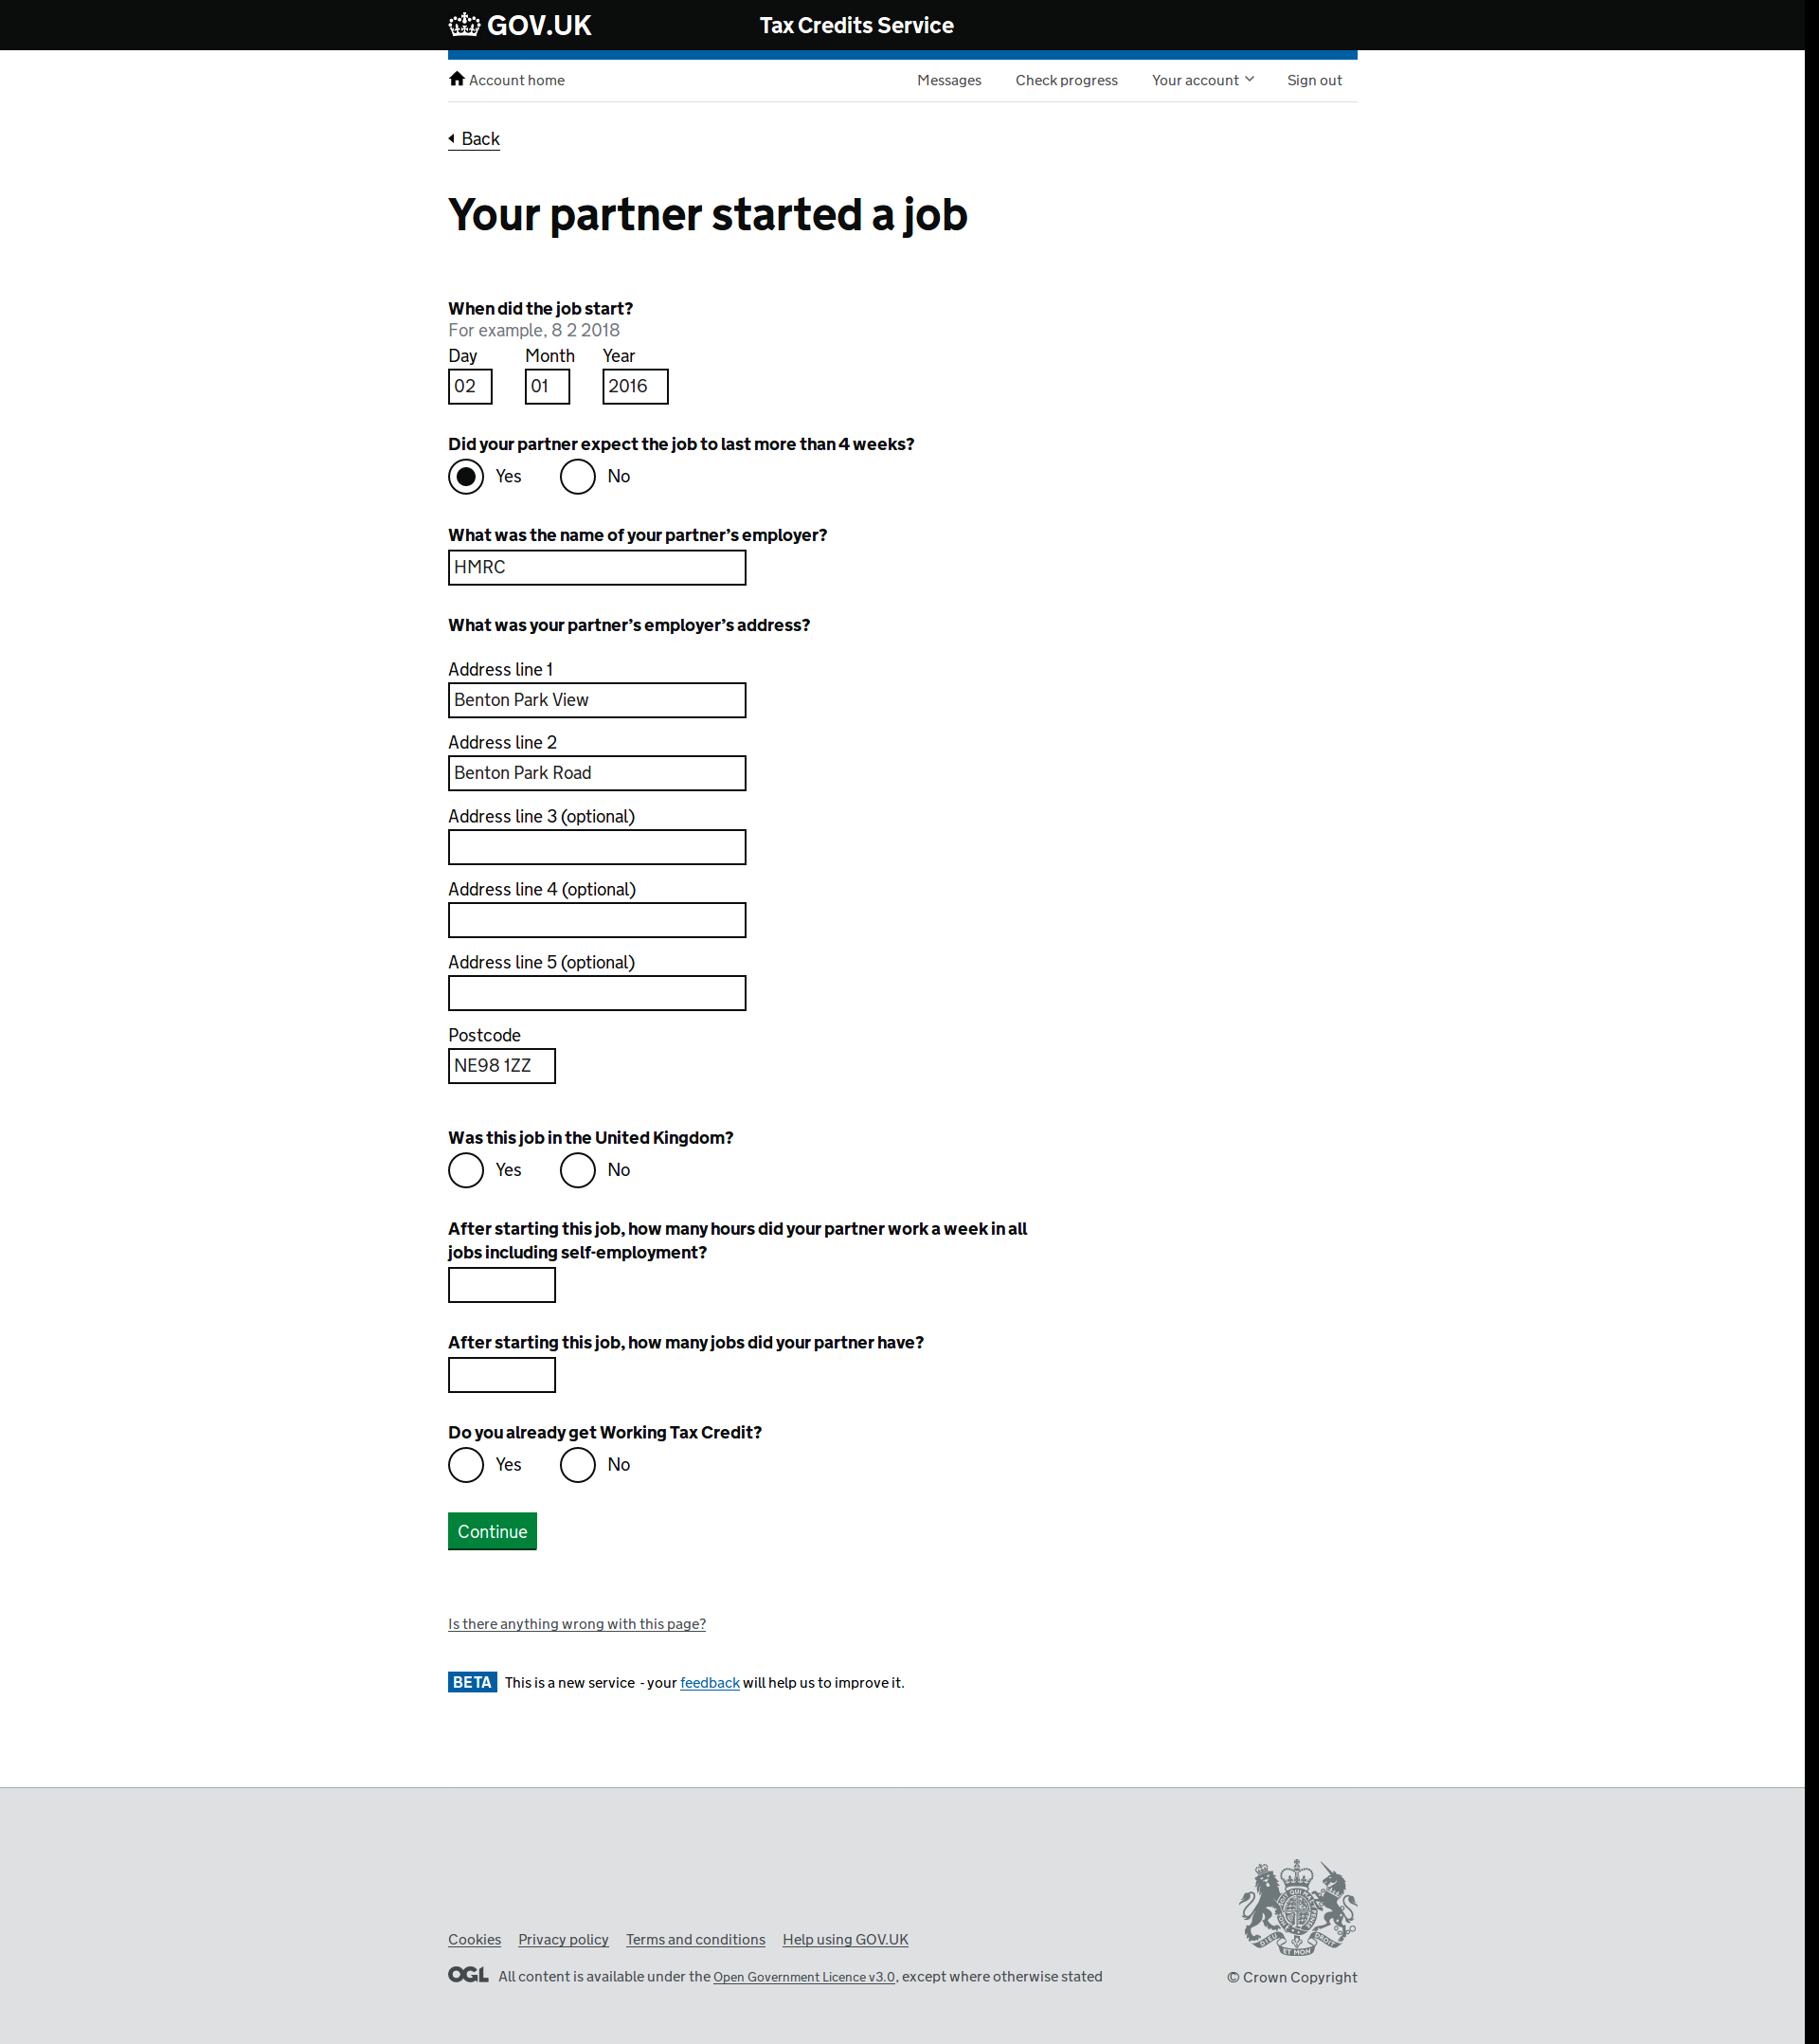 GOV.UK
Tax Credits Service
Account home
Messages
Check progress
Your account
Sign out
Back
Your partner started a job
When did the job start?
For example, 8 2 2018
Day Month Year
02 01 2016
Did your partner expect the job to last more than 4 weeks?
Yes No
What was the name of your partner’s employer?
HMRC
What was your partner’s employer’s address?
Address line 1
Benton Park View
Address line 2
Benton Park Road
Address line 3 (optional)
Address line 4 (optional)
Address line 5 (optional)
Postcode
NE98 1ZZ
Was this job in the United Kingdom?
Yes No
After starting this job, how many hours did your partner work a week in all
jobs including self-employment?
After starting this job, how many jobs did your partner have?
Do you already get Working Tax Credit?
Yes No
Continue
Is there anything wrong with this page?
BETA This is a new service - your feedback will help us to improve it.
Cookies Privacy policy Terms and conditions Help using GOV.UK
OGL All content is available under the Open Government Licence v3.0, except where otherwise stated
DIEU ET MON DROIT
© Crown Copyright